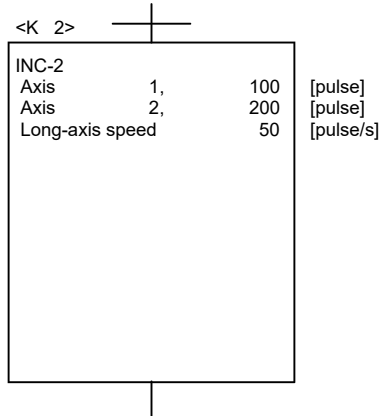 <K 2>
INC-2
Axis 1, 100 [pulse]
Axis 2, 200 [pulse]
Long-axis speed 50 [pulse/s]